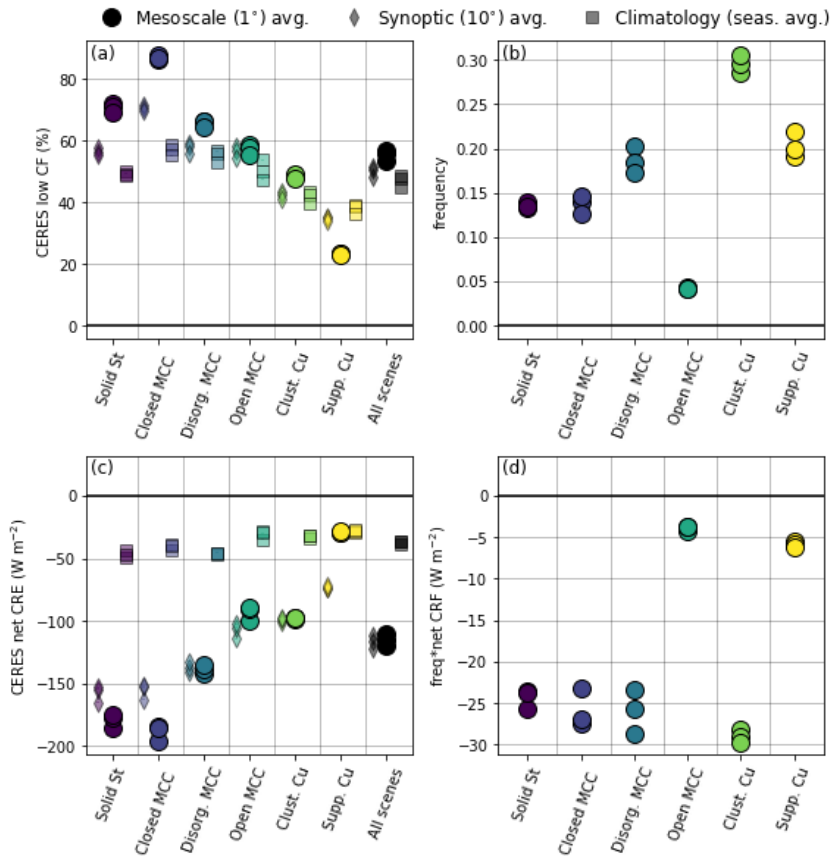 Mesoscale (1°) avg. Synoptic (10°) avg. Climatology (seas. avg.)
(a)
CERES low CF (%)
80
60
40
20
0
Solid St
Closed MCC
Disorg. MCC
Open MCC
Clust. Cu
Supp. Cu
All scenes
(b)
frequency
0.30
0.25
0.20
0.15
0.10
0.05
0.00
Solid St
Closed MCC
Disorg. MCC
Open MCC
Clust. Cu
Supp. Cu
(c)
CERES net CRE (W m⁻²)
0
−50
−100
−150
−200
Solid St
Closed MCC
Disorg. MCC
Open MCC
Clust. Cu
Supp. Cu
All scenes
(d)
freq*net CRF (W m⁻²)
0
−5
−10
−15
−20
−25
−30
Solid St
Closed MCC
Disorg. MCC
Open MCC
Clust. Cu
Supp. Cu